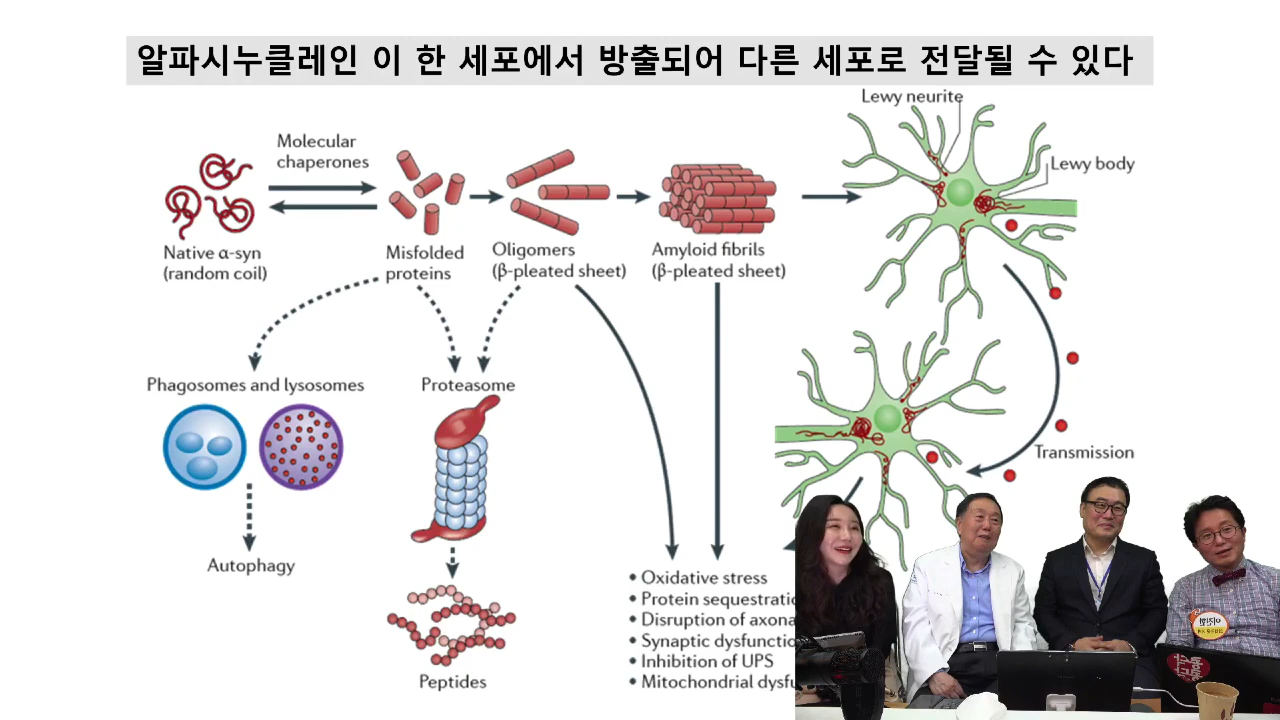 알파시누클레인 이 한 세포에서 방출되어 다른 세포로 전달될 수 있다
Lewy neurite
Molecular
chaperones
Lewy body
Native α-syn
(random coil)
Misfolded
proteins
Oligomers
(β-pleated sheet)
Amyloid fibrils
(β-pleated sheet)
Phagosomes and lysosomes
Proteasome
Transmission
Autophagy
• Oxidative stress
• Protein sequestratio
• Disruption of axona
• Synaptic dysfunctio
• Inhibition of UPS
• Mitochondrial dysfu
Peptides